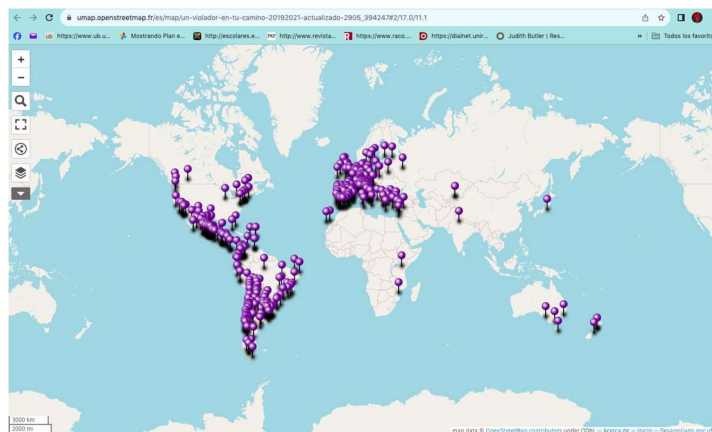 umap.openstreetmap.fr/es/map/un-violador-en-tu-camino-20192021-actualizado-2905_394247#2/17.0/11.1
https://www.ub.u... Mostrando Plan e... http://escolares.e... http://www.revista... https://www.raco.... https://dialnet.unir... Judith Butler | Res... » Todos los favorito
+
−
3000 km
2000 mi
map data © OpenStreetMap contributors under ODbL — Acerca de — Inicio — Desarrollado por uM